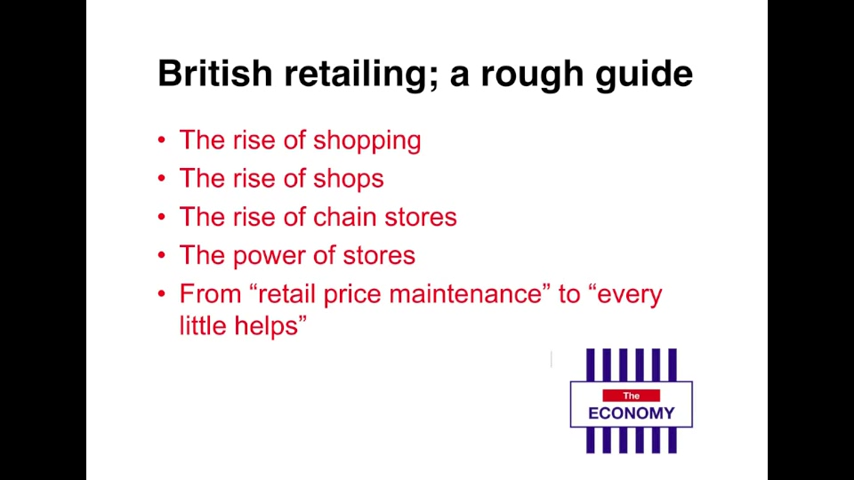 British retailing; a rough guide
• The rise of shopping
• The rise of shops
• The rise of chain stores
• The power of stores
• From “retail price maintenance” to “every
little helps”
The
ECONOMY